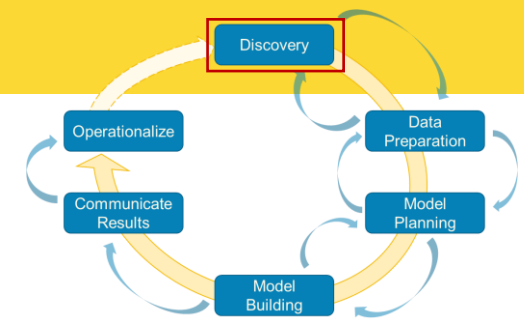 Discovery
Data
Preparation
Model
Planning
Model
Building
Communicate
Results
Operationalize